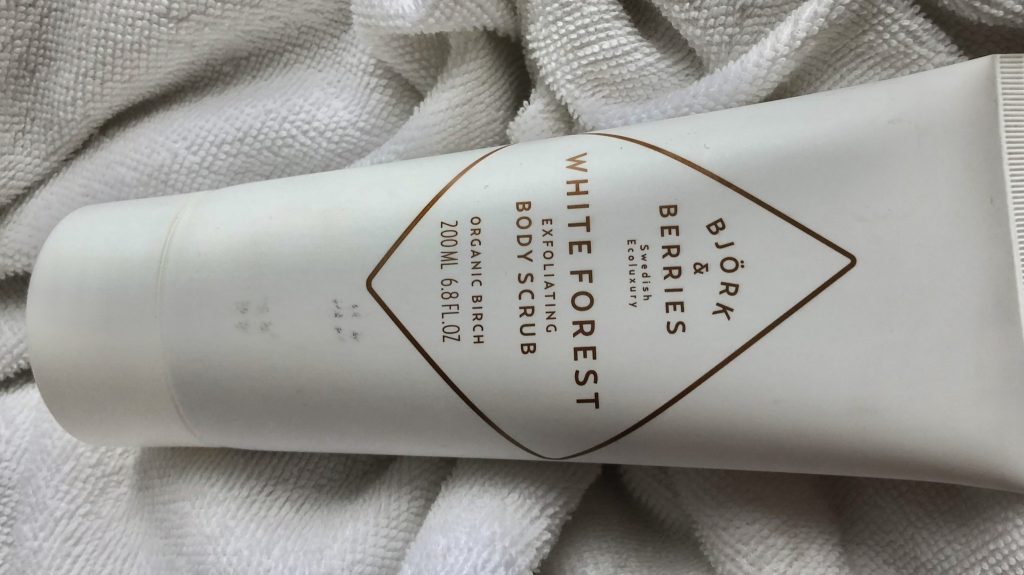 BJÖRK
&
BERRIES
Swedish
Ecoluxury
WHITE FOREST
EXFOLIATING
BODY SCRUB
ORGANIC BIRCH
200 ML 6.8 FL.OZ